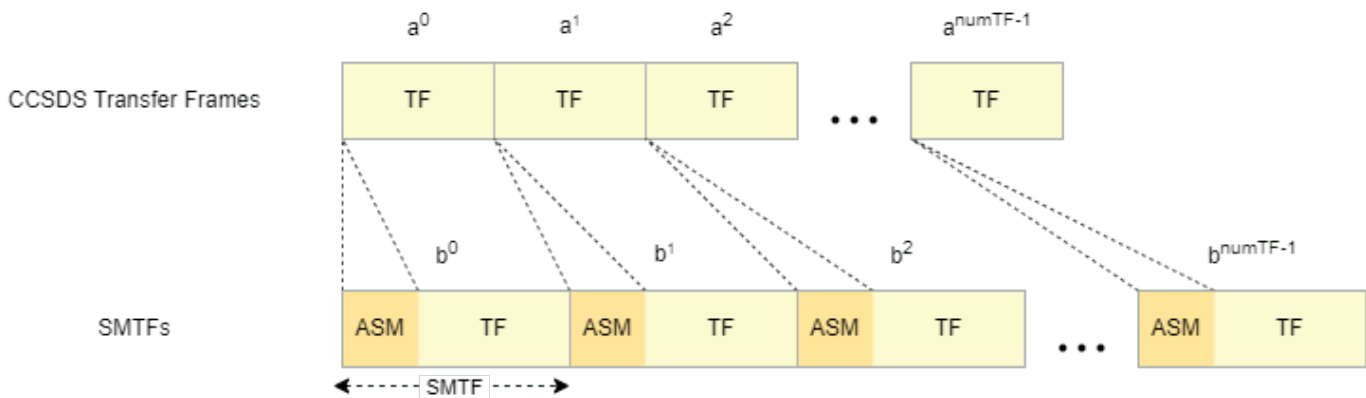 a⁰ a¹ a² a^numTF-1
CCSDS Transfer Frames TF TF TF ... TF
b⁰ b¹ b² b^numTF-1
SMTFs ASM TF ASM TF ASM TF ... ASM TF
SMTF